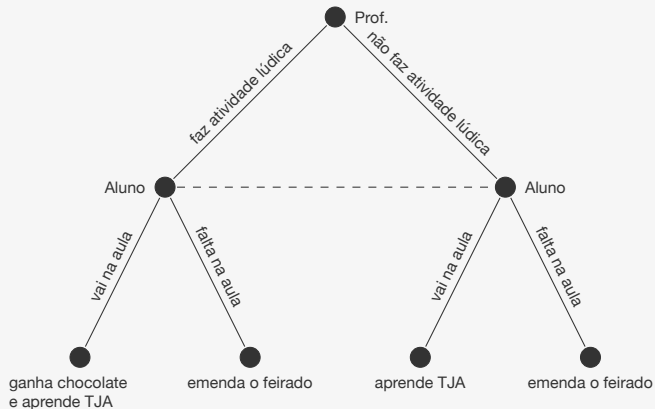 Prof.
faz atividade lúdica
não faz atividade lúdica
Aluno
Aluno
vai na aula
falta na aula
vai na aula
falta na aula
ganha chocolate
e aprende TJA
emenda o feirado
aprende TJA
emenda o feirado